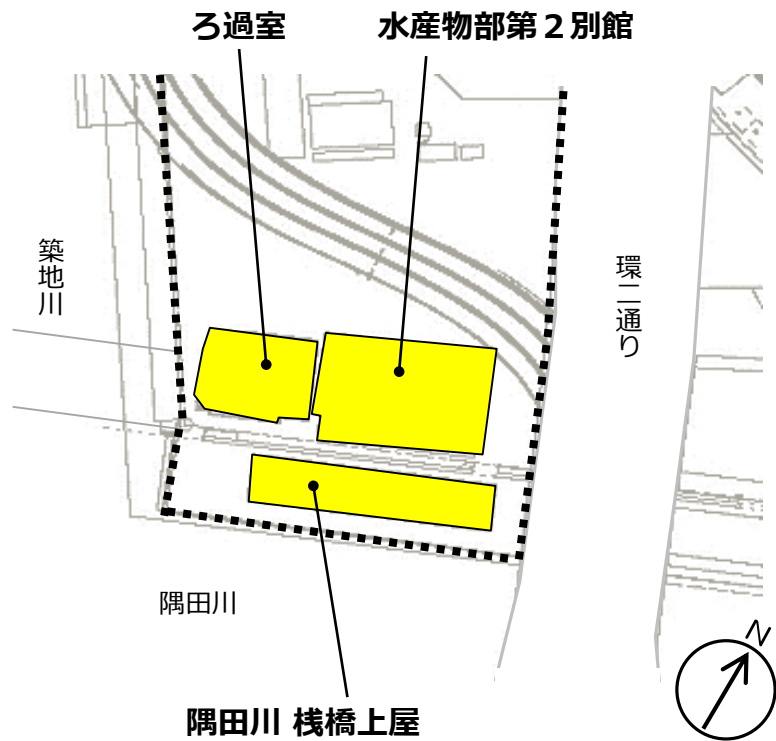 ろ過室
水産物部第２別館
築地川
環二通り
隅田川
N
隅田川 桟橋上屋